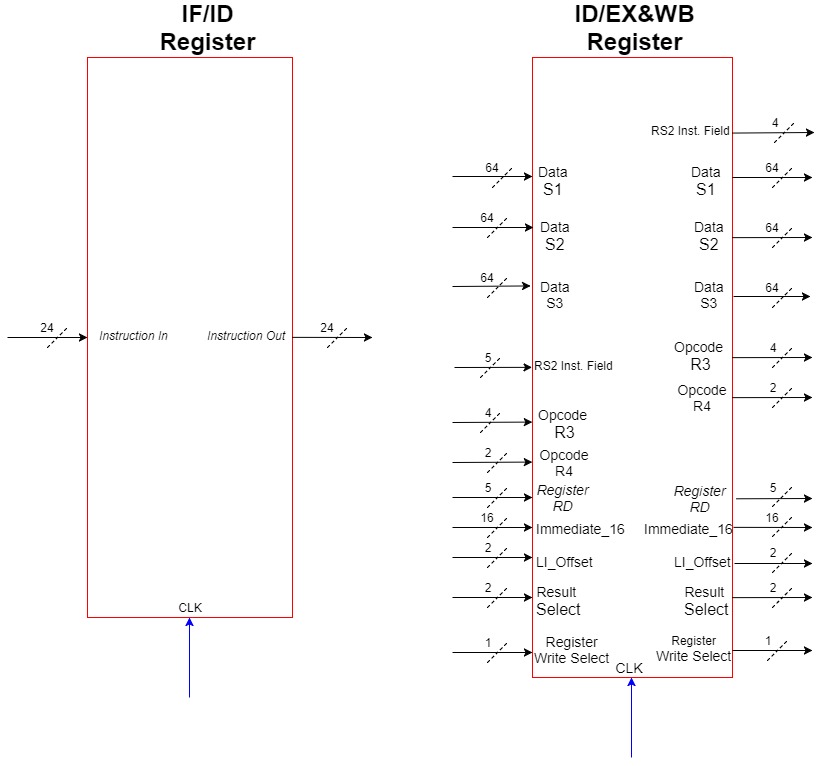 IF/ID
Register
24
Instruction In
Instruction Out
24
CLK
ID/EX&WB
Register
RS2 Inst. Field
4
64
Data
S1
Data
S1
64
64
Data
S2
Data
S2
64
64
Data
S3
Data
S3
64
5
RS2 Inst. Field
Opcode
R3
4
Opcode
R4
2
4
Opcode
R3
2
Opcode
R4
5
Register
RD
Register
RD
5
16
Immediate_16
Immediate_16
16
2
LI_Offset
LI_Offset
2
2
Result
Select
Result
Select
2
1
Register
Write Select
Register
Write Select
1
CLK